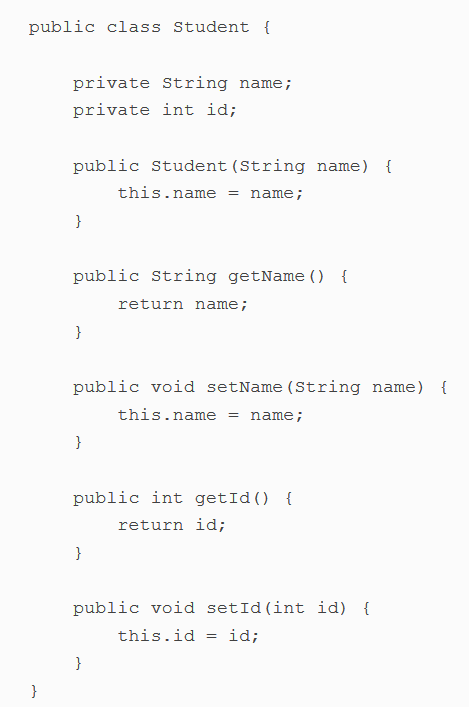 public class Student {
    private String name;
    private int id;
    public Student(String name) {
        this.name = name;
    }
    public String getName() {
        return name;
    }
    public void setName(String name) {
        this.name = name;
    }
    public int getId() {
        return id;
    }
    public void setId(int id) {
        this.id = id;
    }
}